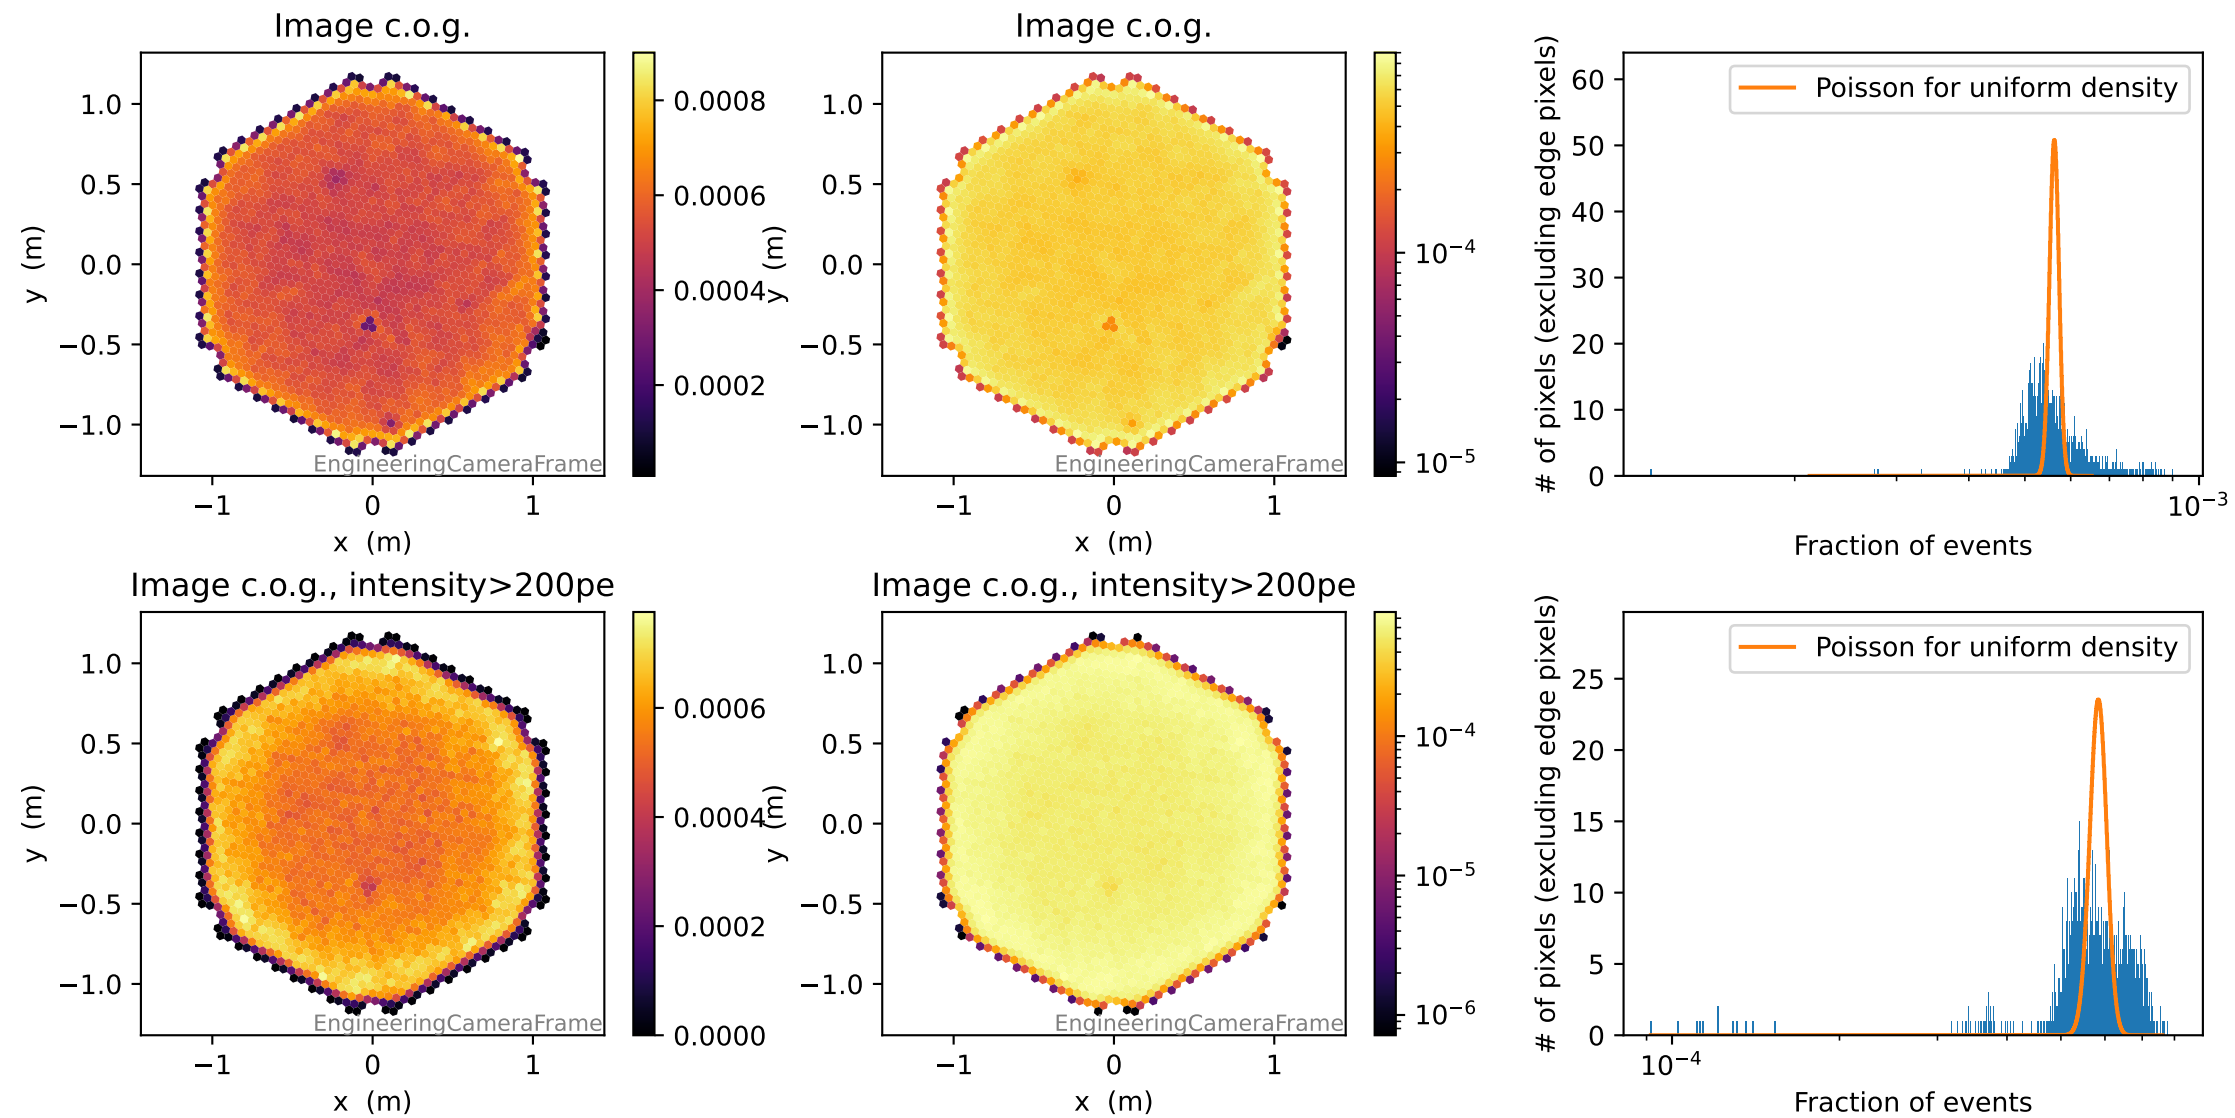 Image c.o.g.
1.0
0.5
0.0
−0.5
−1.0
y (m)
EngineeringCameraFrame
−1 0 1
x (m)
0.0008
0.0006
0.0004
0.0002
Image c.o.g.
1.0
0.5
0.0
−0.5
−1.0
y (m)
EngineeringCameraFrame
−1 0 1
x (m)
10⁻⁴
10⁻⁵
# of pixels (excluding edge pixels)
60
50
40
30
20
10
0
Poisson for uniform density
10⁻³
Fraction of events
Image c.o.g., intensity>200pe
1.0
0.5
0.0
−0.5
−1.0
y (m)
EngineeringCameraFrame
−1 0 1
x (m)
0.0006
0.0004
0.0002
0.0000
Image c.o.g., intensity>200pe
1.0
0.5
0.0
−0.5
−1.0
y (m)
EngineeringCameraFrame
−1 0 1
x (m)
10⁻⁴
10⁻⁵
10⁻⁶
# of pixels (excluding edge pixels)
25
20
15
10
5
0
Poisson for uniform density
10⁻⁴
Fraction of events